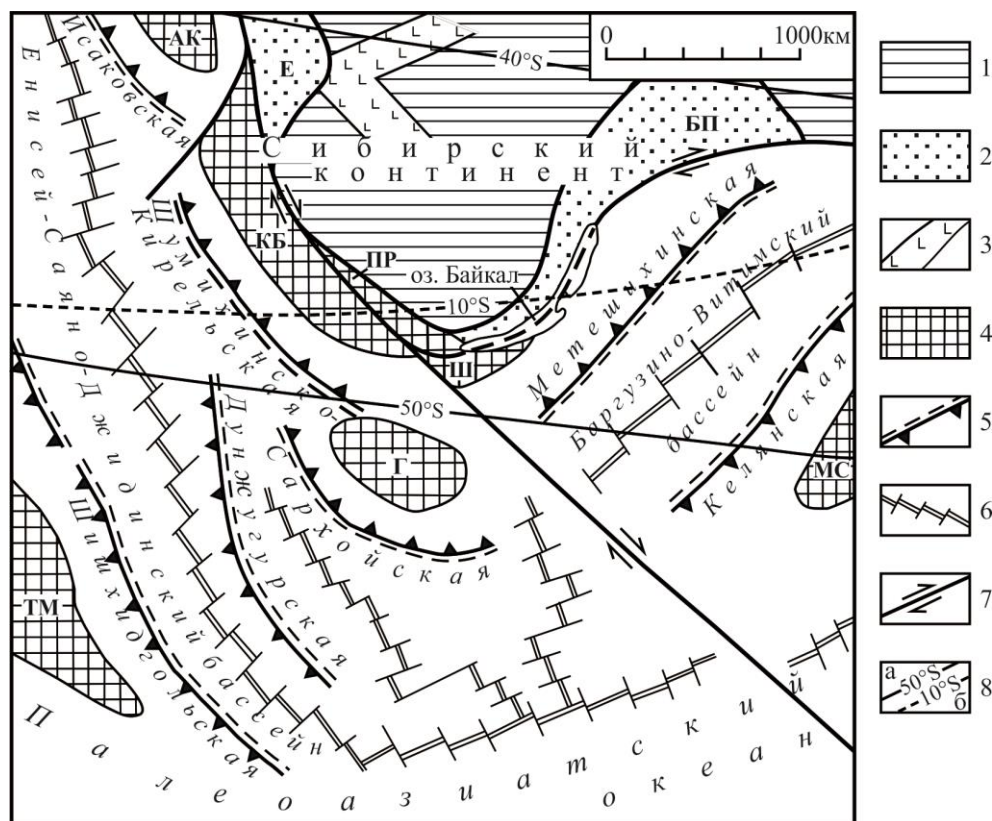 АК
Исаковская
Енисей-Саяно-Джидинский бассейн
Е
40°S
0 1000км
БП
Сибирский
континент
КБ
ПР
оз. Байкал
10°S
Ш
Шумихинско-
Кирельская
50°S
Метешихинская
Баргузино-Витимский
бассейн
Келянская
МС
Г
Сархойская
Дунжугурская
Шишхидгольская
ТМ
Палеоазиатский
океан
1
2
3
4
5
6
7
а 50°S
10°S б
8